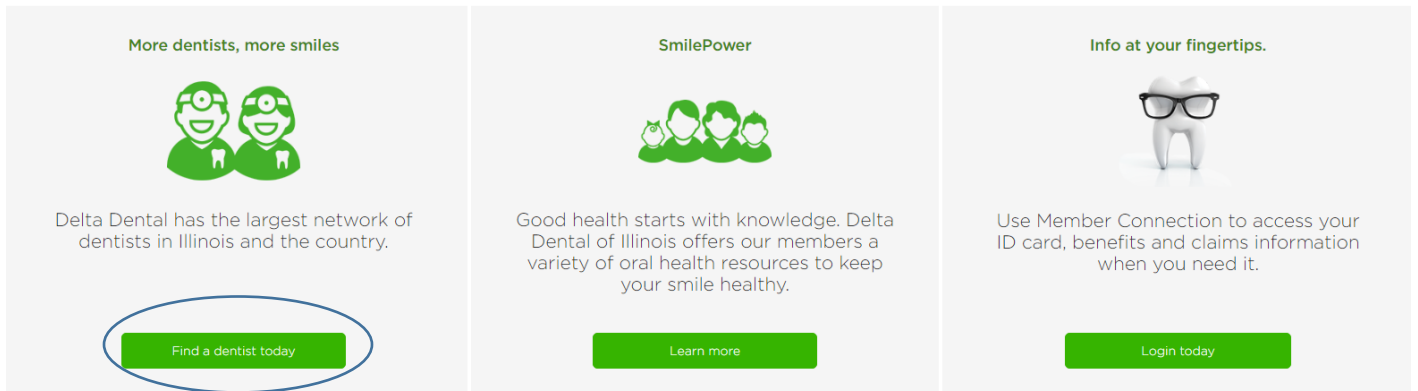 More dentists, more smiles
Delta Dental has the largest network of
dentists in Illinois and the country.
Find a dentist today
SmilePower
Good health starts with knowledge. Delta
Dental of Illinois offers our members a
variety of oral health resources to keep
your smile healthy.
Learn more
Info at your fingertips.
Use Member Connection to access your
ID card, benefits and claims information
when you need it.
Login today